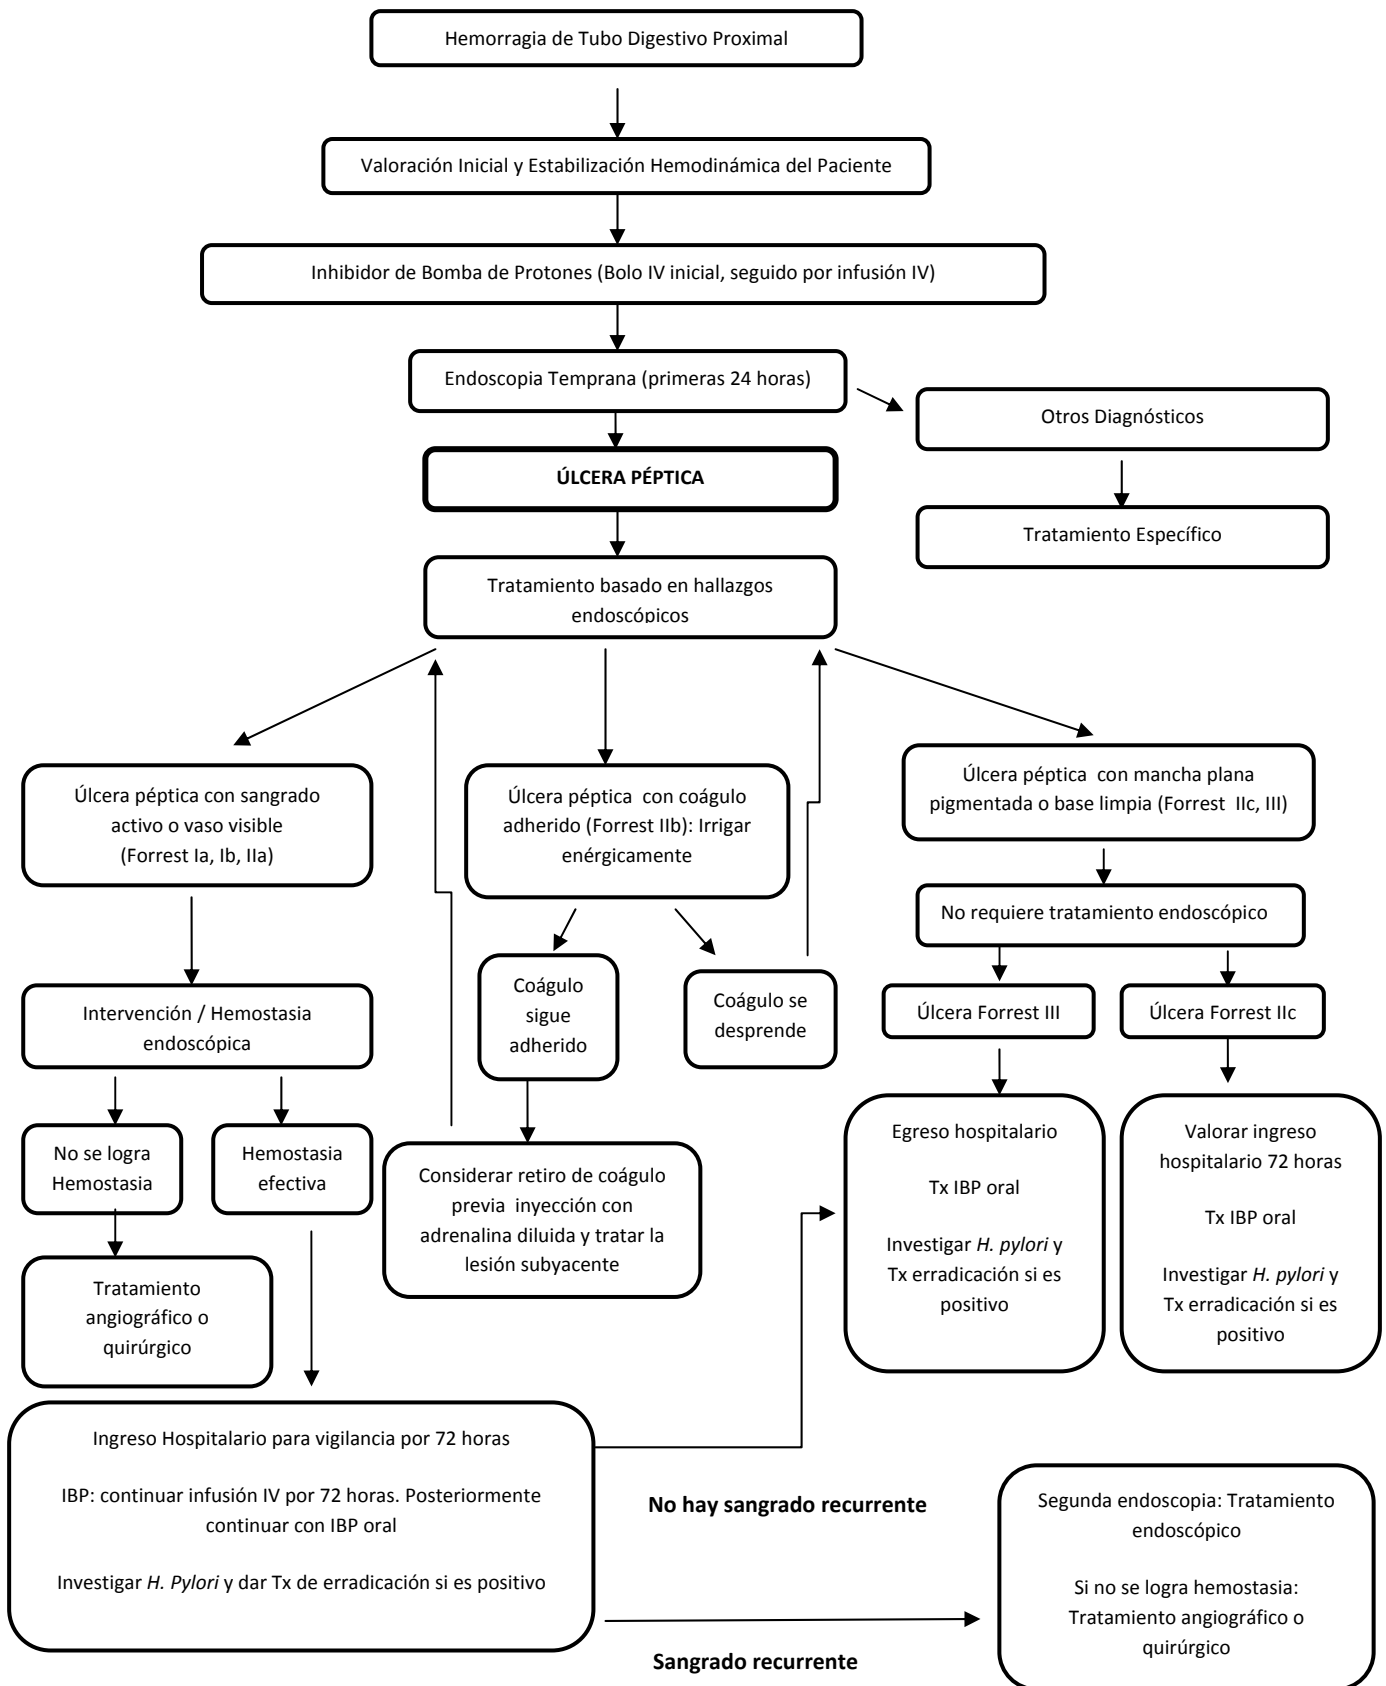 Hemorragia de Tubo Digestivo Proximal
Valoración Inicial y Estabilización Hemodinámica del Paciente
Inhibidor de Bomba de Protones (Bolo IV inicial, seguido por infusión IV)
Endoscopia Temprana (primeras 24 horas)
Otros Diagnósticos
ÚLCERA PÉPTICA
Tratamiento Específico
Tratamiento basado en hallazgos
endoscópicos
Úlcera péptica con sangrado
activo o vaso visible
(Forrest Ia, Ib, IIa)
Úlcera péptica con coágulo
adherido (Forrest IIb): Irrigar
enérgicamente
Úlcera péptica con mancha plana
pigmentada o base limpia (Forrest IIc, III)
No requiere tratamiento endoscópico
Intervención / Hemostasia
endoscópica
Coágulo
sigue
adherido
Coágulo se
desprende
Úlcera Forrest III
Úlcera Forrest IIc
No se logra
Hemostasia
Hemostasia
efectiva
Considerar retiro de coágulo
previa inyección con
adrenalina diluida y tratar la
lesión subyacente
Egreso hospitalario
Tx IBP oral
Investigar H. pylori y
Tx erradicación si es
positivo
Valorar ingreso
hospitalario 72 horas
Tx IBP oral
Investigar H. pylori y
Tx erradicación si es
positivo
Tratamiento
angiográfico o
quirúrgico
Ingreso Hospitalario para vigilancia por 72 horas
IBP: continuar infusión IV por 72 horas. Posteriormente
continuar con IBP oral
Investigar H. Pylori y dar Tx de erradicación si es positivo
No hay sangrado recurrente
Segunda endoscopia: Tratamiento
endoscópico
Si no se logra hemostasia:
Tratamiento angiográfico o
quirúrgico
Sangrado recurrente